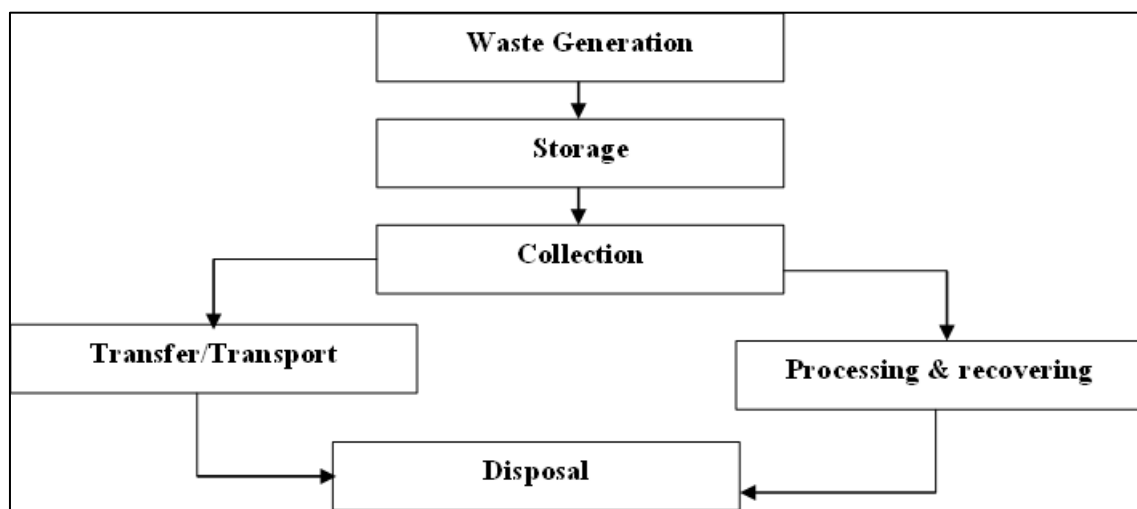 Waste Generation
Storage
Collection
Transfer/Transport
Processing & recovering
Disposal